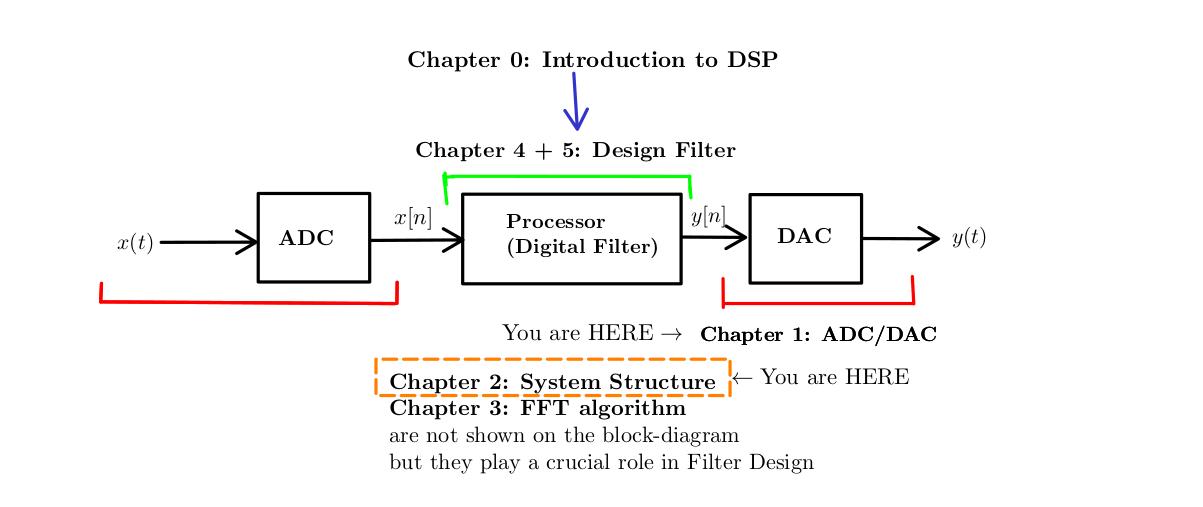 Chapter 0: Introduction to DSP
Chapter 4 + 5: Design Filter
x(t)
ADC
x[n]
Processor
(Digital Filter)
y[n]
DAC
y(t)
You are HERE → Chapter 1: ADC/DAC
Chapter 2: System Structure ← You are HERE
Chapter 3: FFT algorithm
are not shown on the block-diagram
but they play a crucial role in Filter Design